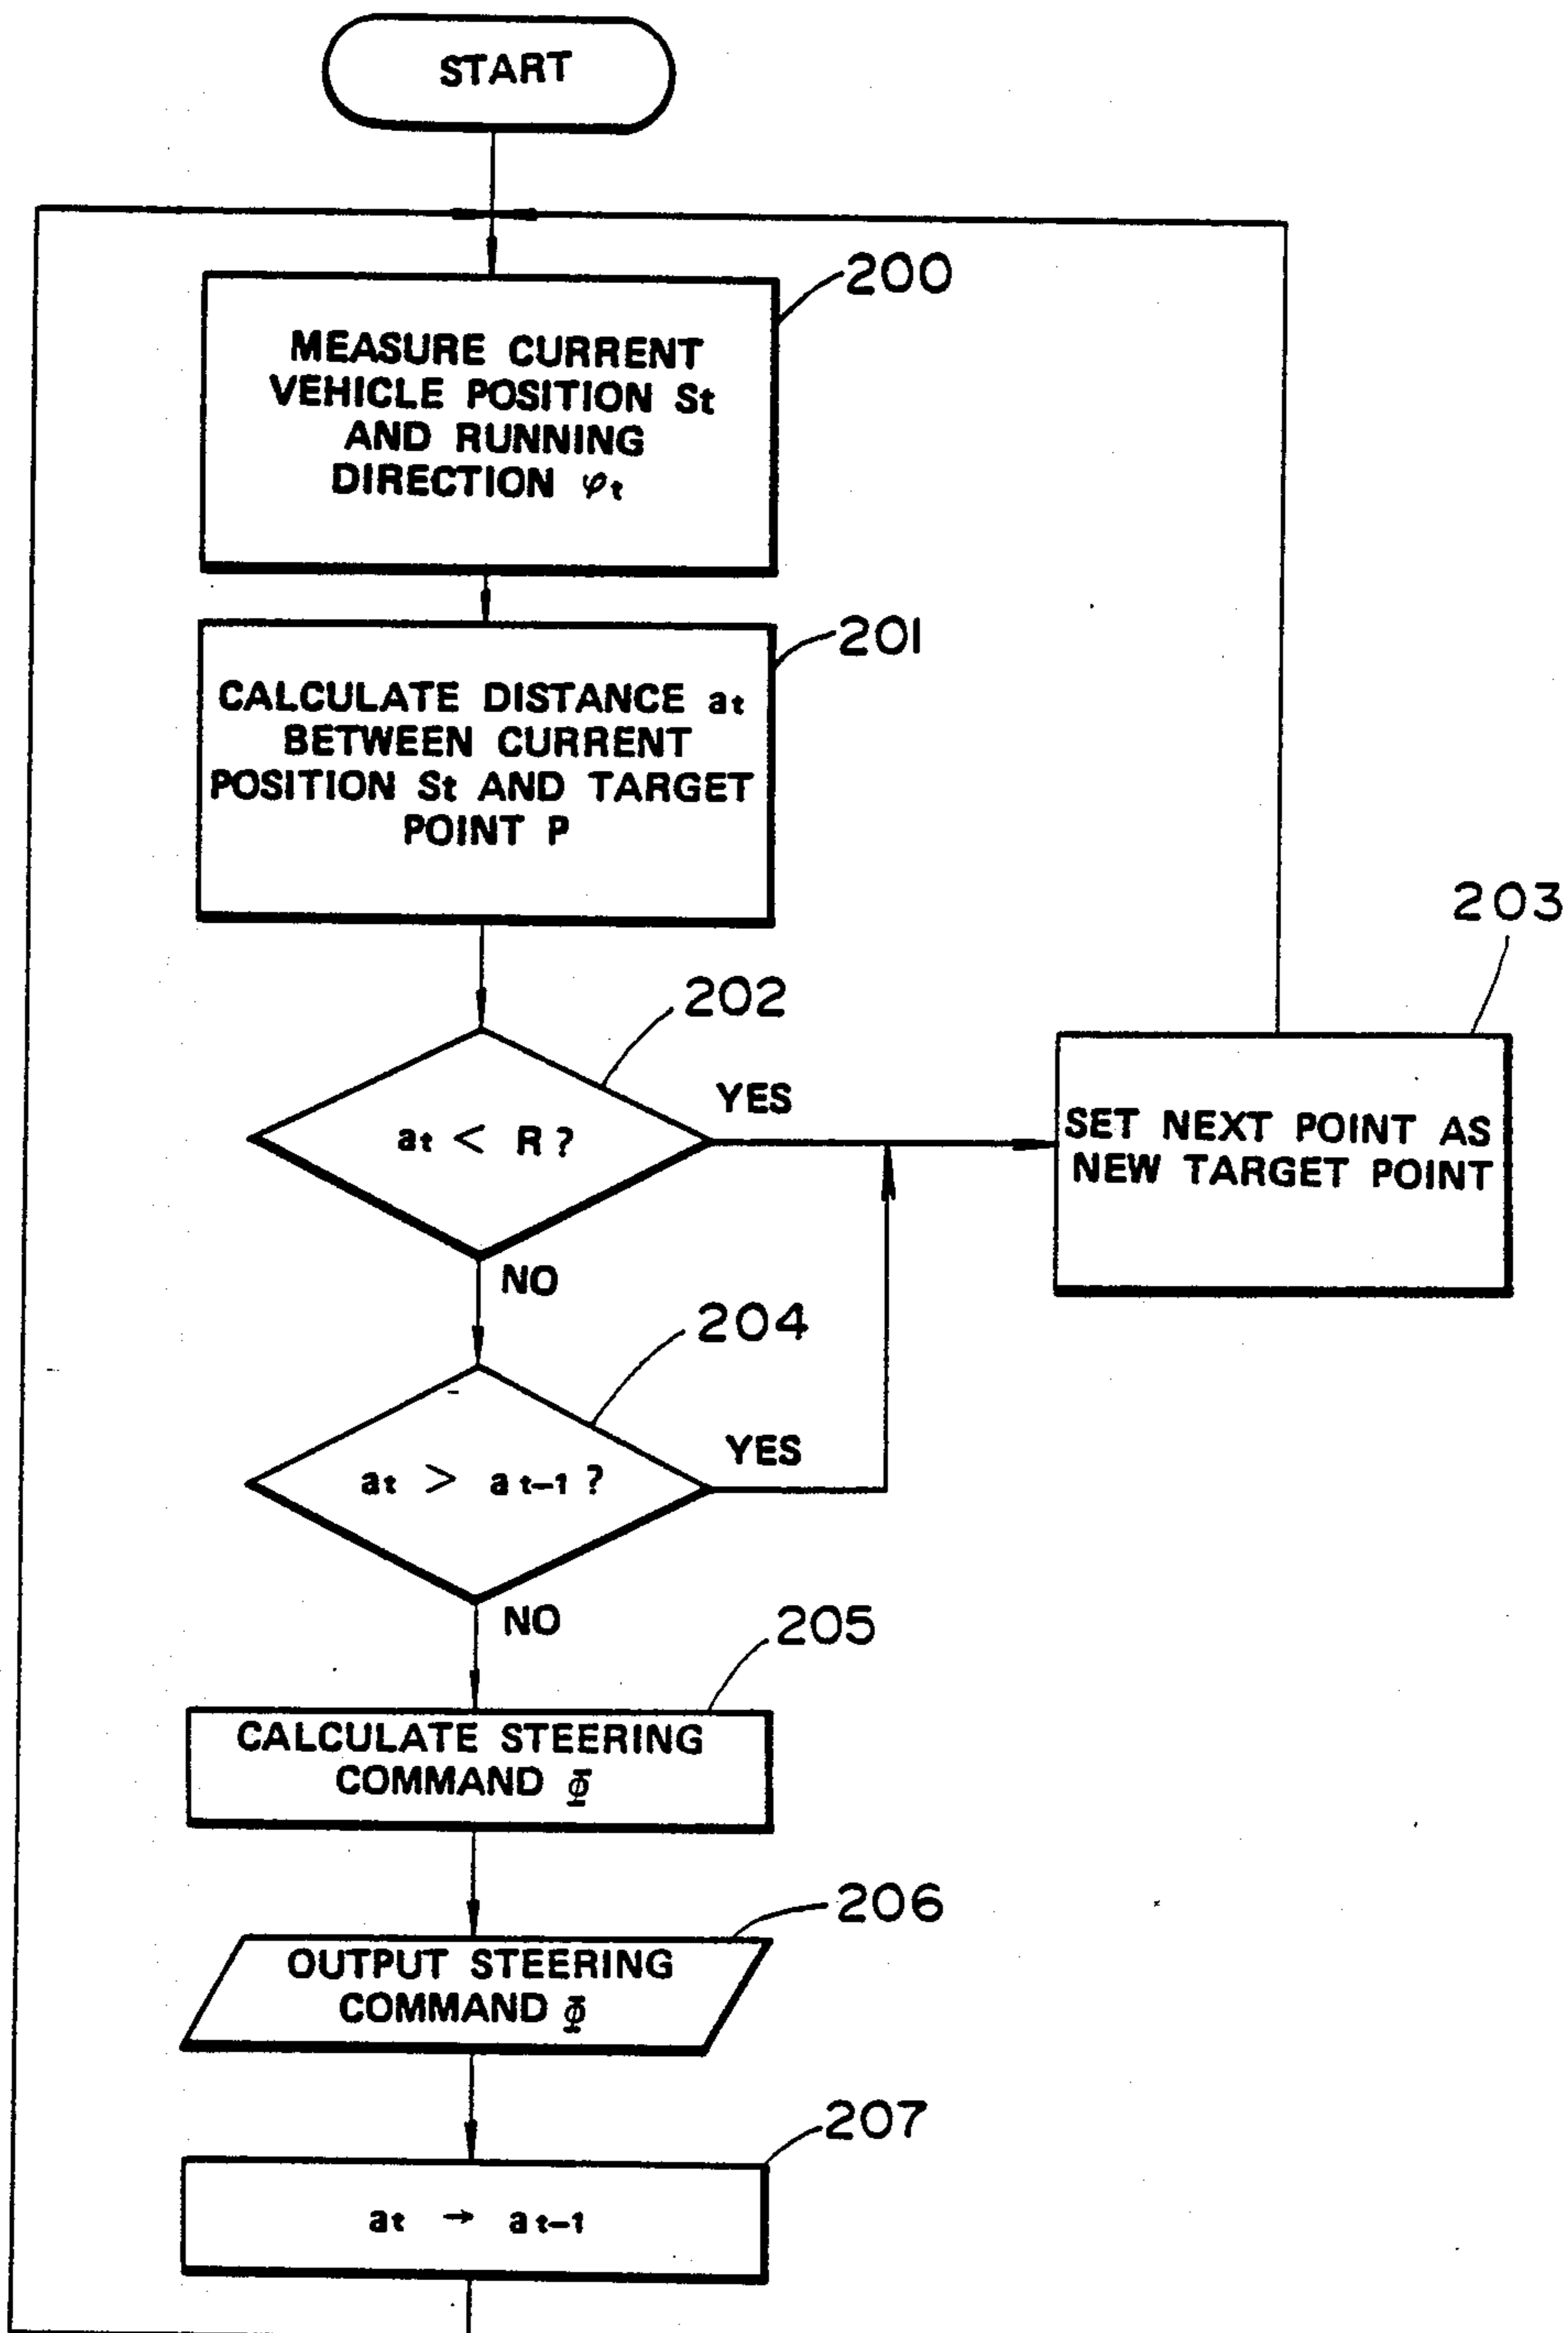 START
200
MEASURE CURRENT
VEHICLE POSITION St
AND RUNNING
DIRECTION φt
201
CALCULATE DISTANCE at
BETWEEN CURRENT
POSITION St AND TARGET
POINT P
202
at < R ?
YES
NO
203
SET NEXT POINT AS
NEW TARGET POINT
204
at > at-1 ?
YES
NO
205
CALCULATE STEERING
COMMAND Φ
206
OUTPUT STEERING
COMMAND Φ
207
at → at-1